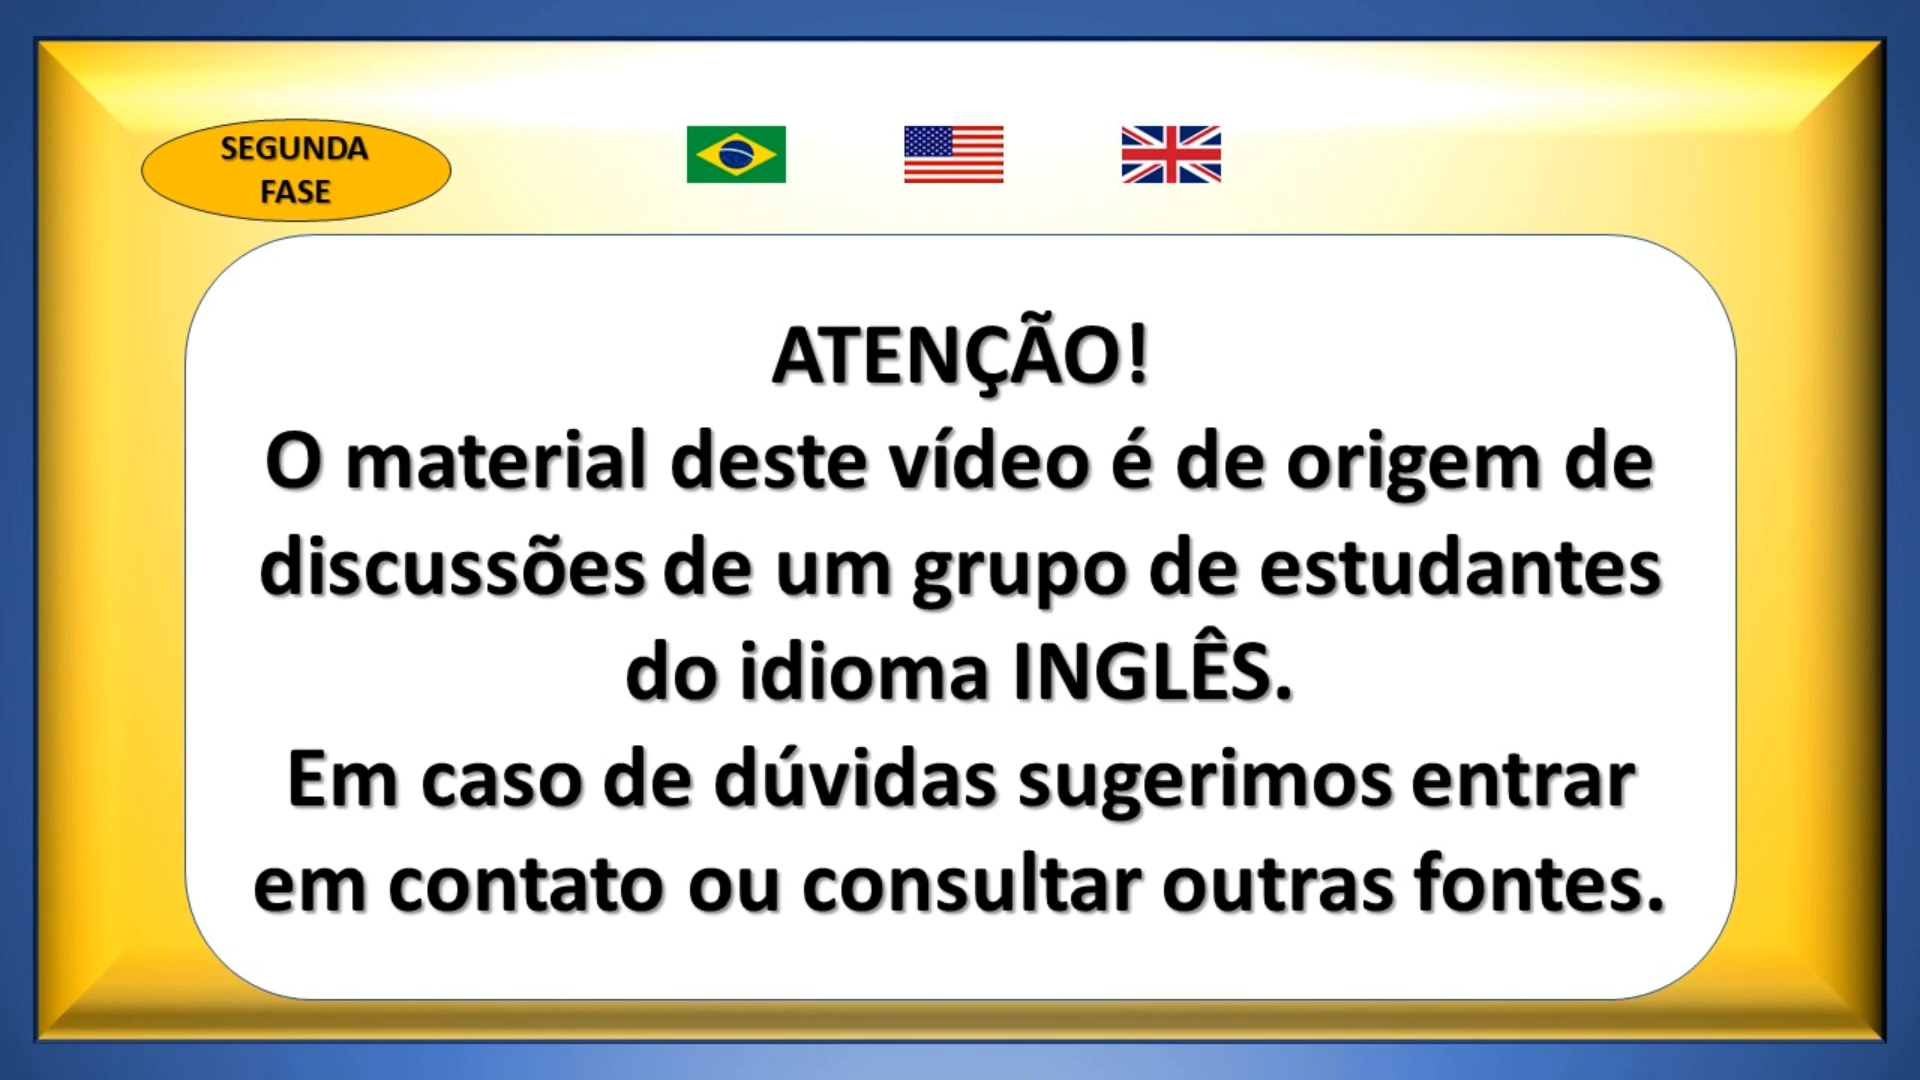 SEGUNDA
FASE
ATENÇÃO!
O material deste vídeo é de origem de
discussões de um grupo de estudantes
do idioma INGLÊS.
Em caso de dúvidas sugerimos entrar
em contato ou consultar outras fontes.